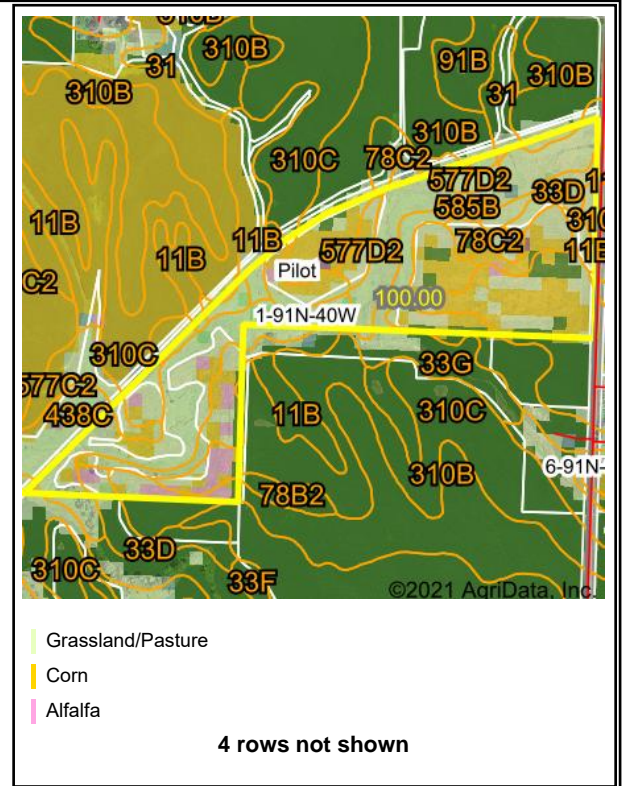 310B
31
310B
91B
310B
31
310B
310C
78C2
310B
577D2
33D
585B
11B
11B
78C2
11B
577D2
11B
Pilot
100.00
1-91N-40W
310C
33G
577C2
438C
11B
310C
310B
6-91N-
78B2
33D
310C
33F
©2021 AgriData, Inc.
Grassland/Pasture
Corn
Alfalfa
4 rows not shown